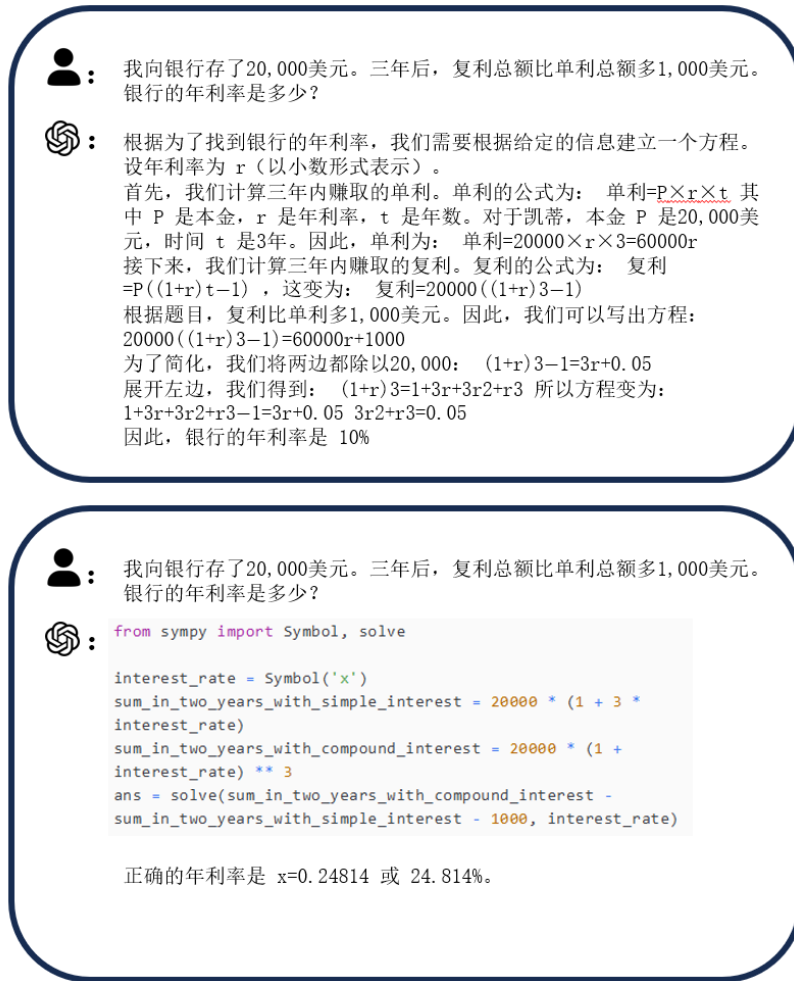 我向银行存了20,000美元。三年后，复利总额比单利总额多1,000美元。
银行的年利率是多少？
根据为了找到银行的年利率，我们需要根据给定的信息建立一个方程。
设年利率为 r（以小数形式表示）。
首先，我们计算三年内赚取的单利。单利的公式为： 单利=P×r×t 其
中 P 是本金，r 是年利率，t 是年数。对于凯蒂，本金 P 是20,000美
元，时间 t 是3年。因此，单利为： 单利=20000×r×3=60000r
接下来，我们计算三年内赚取的复利。复利的公式为： 复利
=P((1+r)t—1) ，这变为： 复利=20000((1+r)3—1)
根据题目，复利比单利多1,000美元。因此，我们可以写出方程：
20000((1+r)3—1)=60000r+1000
为了简化，我们将两边都除以20,000： (1+r)3—1=3r+0.05
展开左边，我们得到： (1+r)3=1+3r+3r2+r3 所以方程变为：
1+3r+3r2+r3—1=3r+0.05 3r2+r3=0.05
因此，银行的年利率是 10%
我向银行存了20,000美元。三年后，复利总额比单利总额多1,000美元。
银行的年利率是多少？
from sympy import Symbol, solve
interest_rate = Symbol('x')
sum_in_two_years_with_simple_interest = 20000 * (1 + 3 *
interest_rate)
sum_in_two_years_with_compound_interest = 20000 * (1 +
interest_rate) ** 3
ans = solve(sum_in_two_years_with_compound_interest -
sum_in_two_years_with_simple_interest - 1000, interest_rate)
正确的年利率是 x=0.24814 或 24.814%。